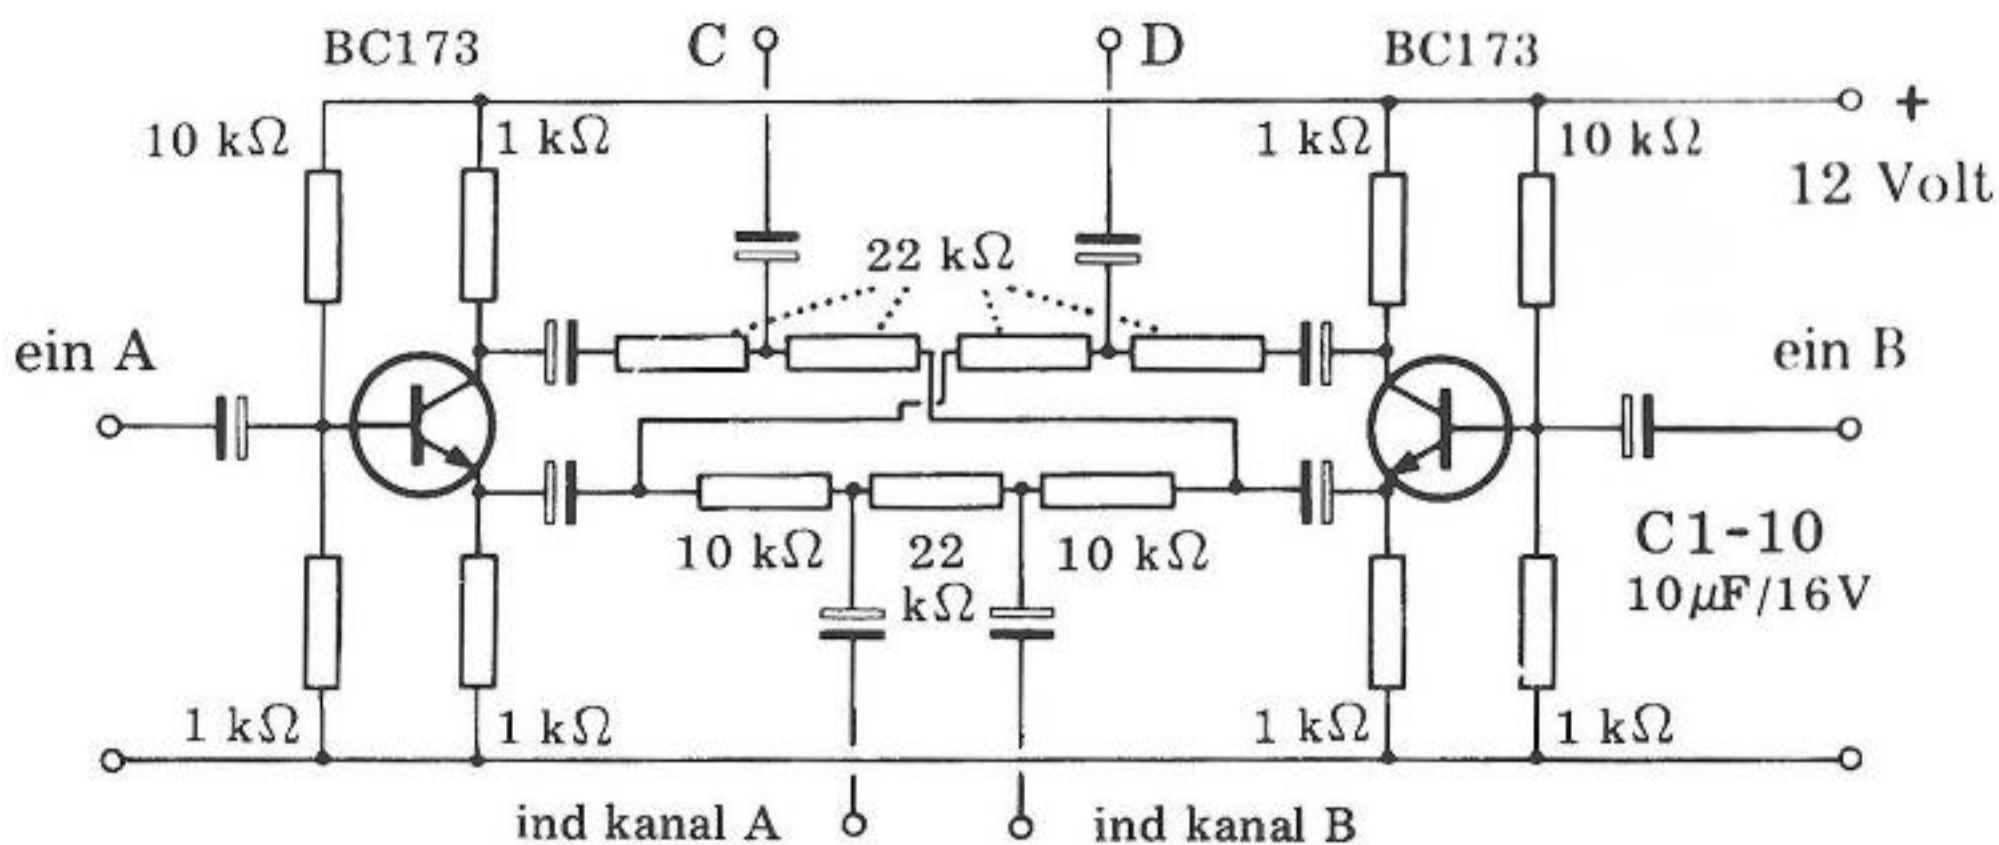 BC173
C
D
BC173
10 kΩ
1 kΩ
1 kΩ
10 kΩ
+
12 Volt
22 kΩ
ein A
ein B
10 kΩ
22
kΩ
10 kΩ
C1-10
10μF/16V
1 kΩ
1 kΩ
1 kΩ
1 kΩ
ind kanal A
ind kanal B